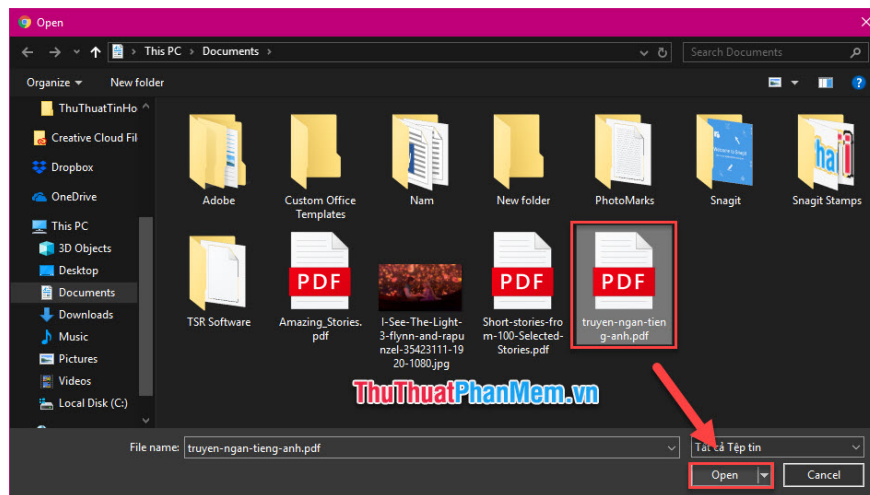 Open
This PC > Documents >
Search Documents
Organize
New folder
ThuThuatTinHo
Creative Cloud Fil
Dropbox
OneDrive
This PC
3D Objects
Desktop
Documents
Downloads
Music
Pictures
Videos
Local Disk (C:)
Adobe
Custom Office
Templates
Nam
New folder
PhotoMarks
Snagit
Snagit Stamps
TSR Software
PDF
Amazing_Stories.
pdf
I-See-The-Light-
3-flynn-and-rapu
nzel-35423111-19
20-1080.jpg
PDF
Short-stories-fro
m-100-Selected-
Stories.pdf
PDF
truyen-ngan-tien
g-anh.pdf
ThuThuatPhanMem.vn
File name: truyen-ngan-tieng-anh.pdf
Tất cả Tệp tin
Open
Cancel